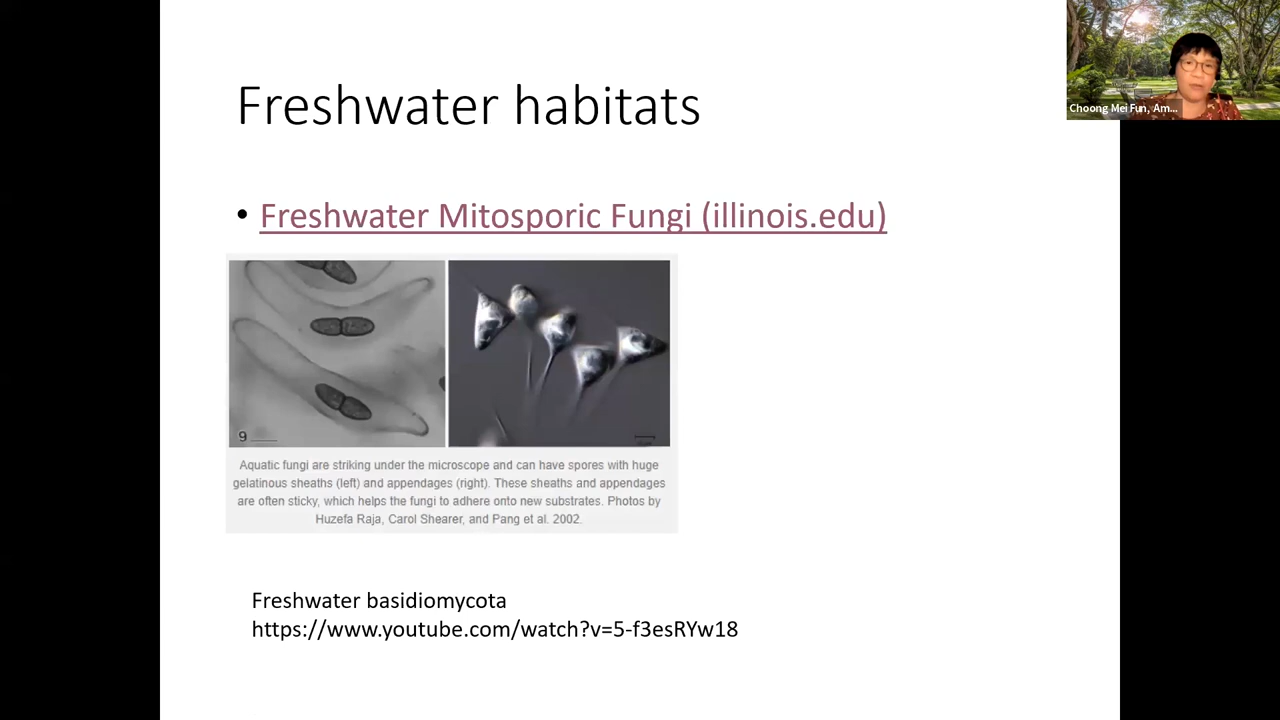 Freshwater habitats
Choong Mei Fun, Am...
• Freshwater Mitosporic Fungi (illinois.edu)
9
Aquatic fungi are striking under the microscope and can have spores with huge
gelatinous sheaths (left) and appendages (right). These sheaths and appendages
are often sticky, which helps the fungi to adhere onto new substrates. Photos by
Huzefa Raja, Carol Shearer, and Pang et al. 2002.
Freshwater basidiomycota
https://www.youtube.com/watch?v=5-f3esRYw18